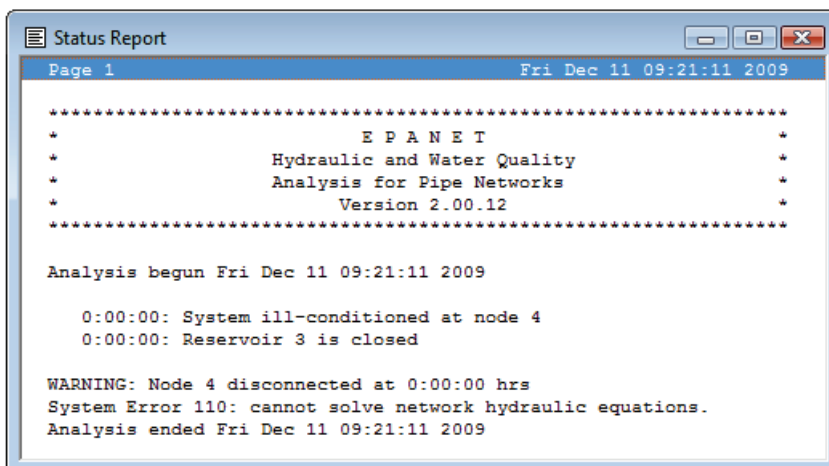 Status Report
Page 1 Fri Dec 11 09:21:11 2009
******************************************************************
* E P A N E T *
* Hydraulic and Water Quality *
* Analysis for Pipe Networks *
* Version 2.00.12 *
******************************************************************
Analysis begun Fri Dec 11 09:21:11 2009
0:00:00: System ill-conditioned at node 4
0:00:00: Reservoir 3 is closed
WARNING: Node 4 disconnected at 0:00:00 hrs
System Error 110: cannot solve network hydraulic equations.
Analysis ended Fri Dec 11 09:21:11 2009